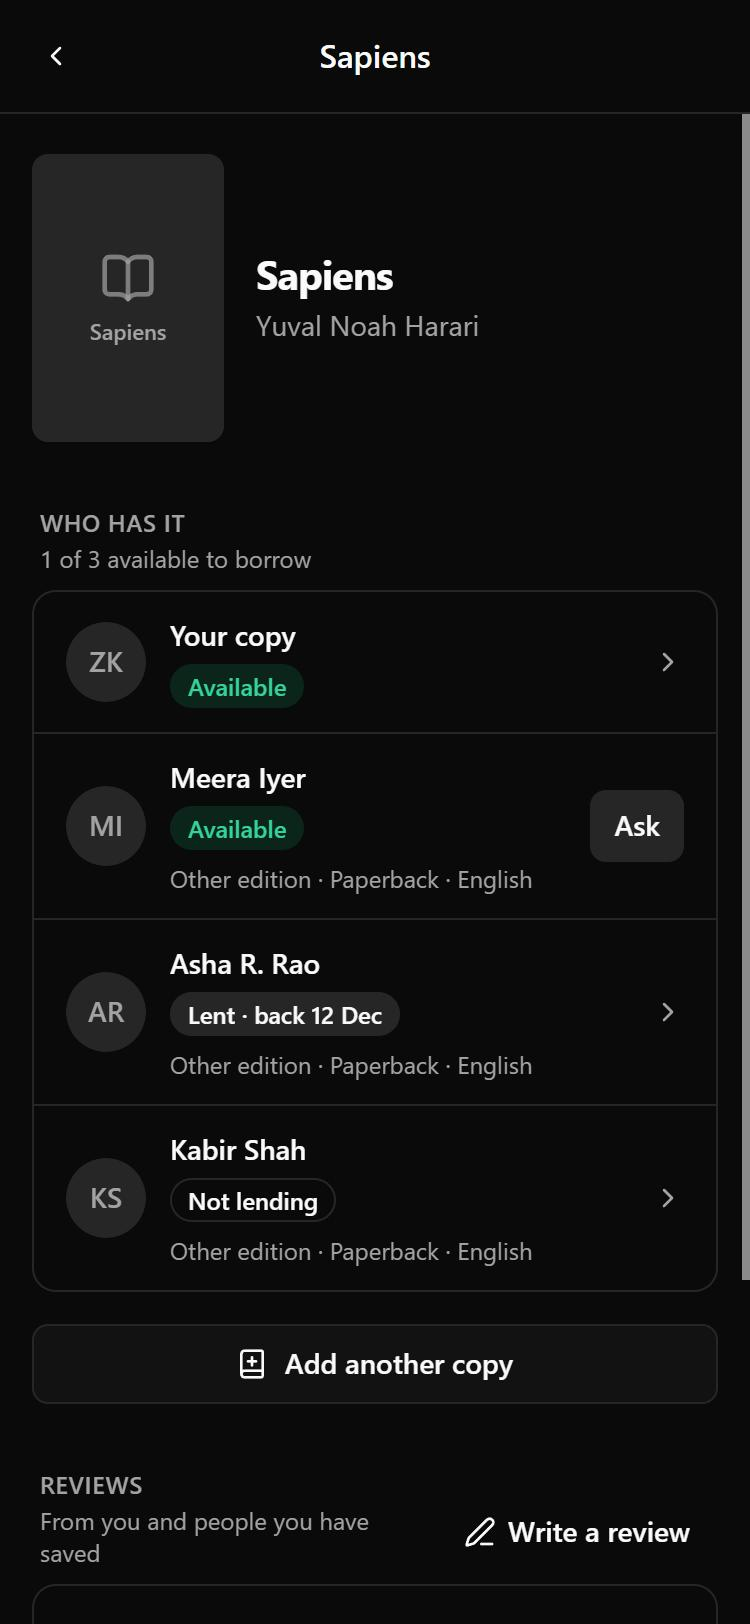 Sapiens
Sapiens
Sapiens
Yuval Noah Harari
WHO HAS IT
1 of 3 available to borrow
ZK
Your copy
Available
MI
Meera Iyer
Available
Other edition · Paperback · English
Ask
AR
Asha R. Rao
Lent · back 12 Dec
Other edition · Paperback · English
KS
Kabir Shah
Not lending
Other edition · Paperback · English
Add another copy
REVIEWS
From you and people you have
saved
Write a review